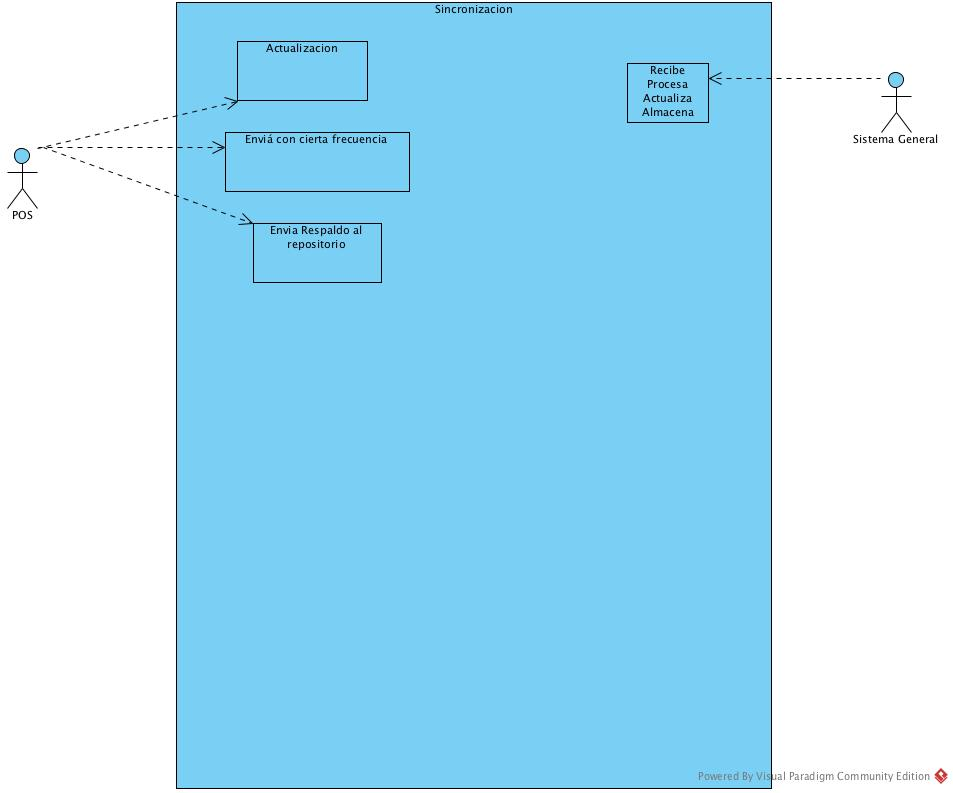 Sincronizacion
Actualizacion
Recibe
Procesa
Actualiza
Almacena
Sistema General
Enviá con cierta frecuencia
POS
Envia Respaldo al
repositorio
Powered By Visual Paradigm Community Edition